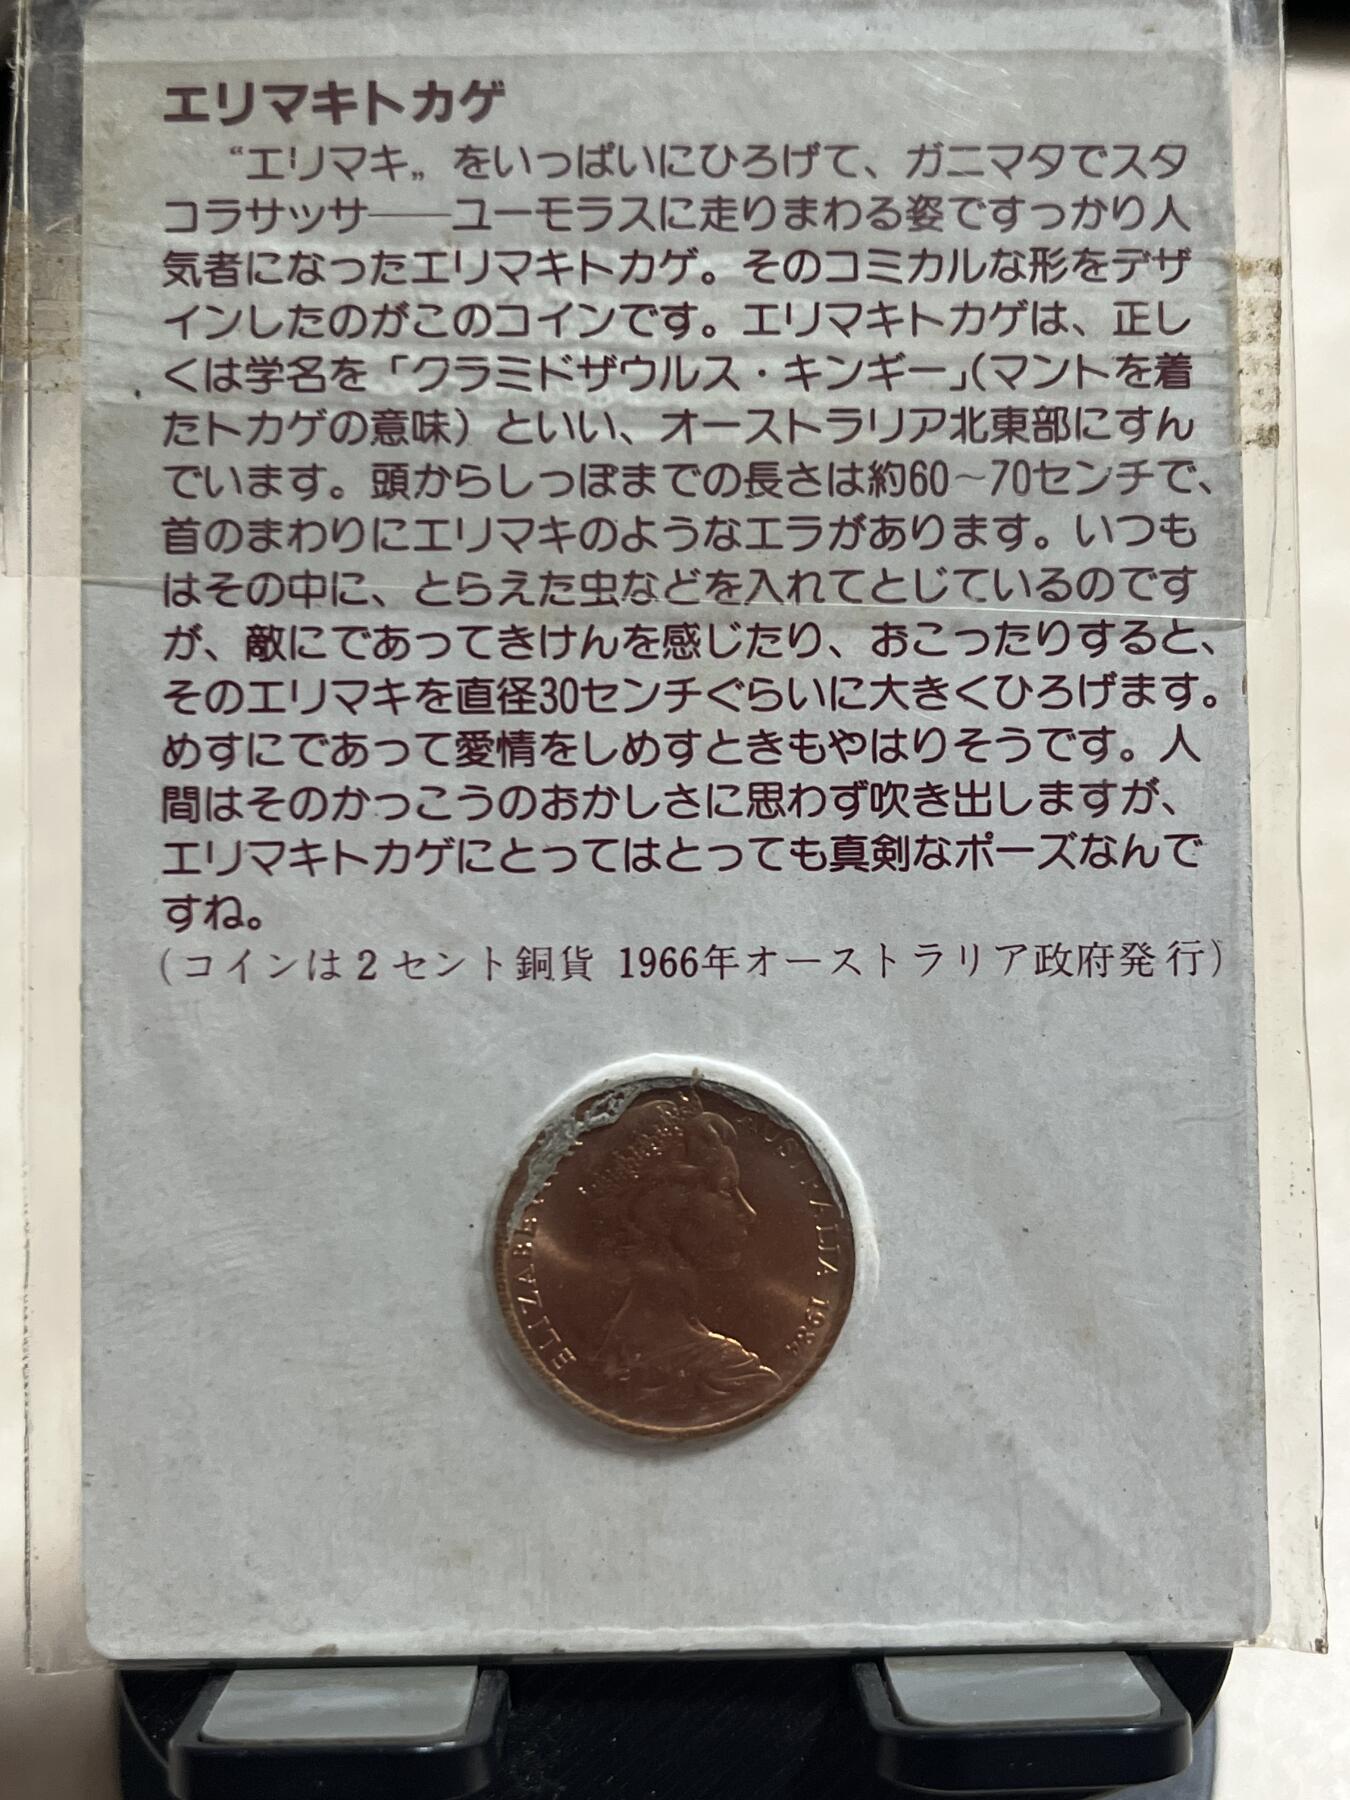 エリマキトカゲ
“エリマキ„をいっぱいにひろげて、ガニマタでスタ
コラサッサ——ユーモラスに走りまわる姿ですっかり人
気者になったエリマキトカゲ。そのコミカルな形をデザ
インしたのがこのコインです。エリマキトカゲは、正し
くは学名を「クラミドザウルス・キンギー」（マントを着
たトカゲの意味）といい、オーストラリア北東部にすん
でいます。頭からしっぽまでの長さは約60～70センチで、
首のまわりにエリマキのようなエラがあります。いつも
はその中に、とらえた虫などを入れてとじているのです
が、敵にであってきけんを感じたり、おこったりすると、
そのエリマキを直径30センチぐらいに大きくひろげます。
めすにであって愛情をしめすときもやはりそうです。人
間はそのかっこうのおかしさに思わず吹き出しますが、
エリマキトカゲにとってはとっても真剣なポーズなんで
すね。
（コインは2セント銅貨 1966年オーストラリア政府発行）
AUSTRALIA 1984